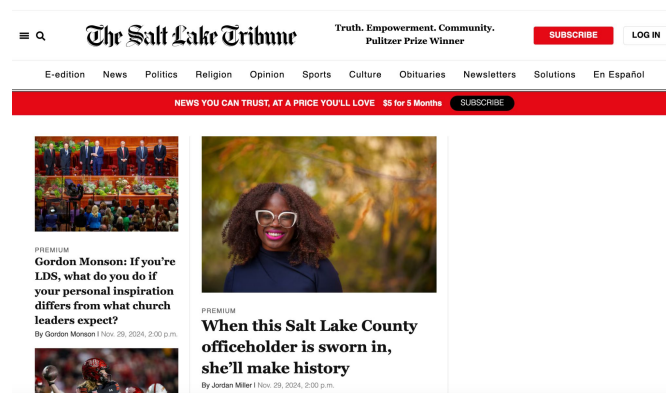 The Salt Lake Tribune
Truth. Empowerment. Community.
Pulitzer Prize Winner
SUBSCRIBE
LOG IN
E-edition News Politics Religion Opinion Sports Culture Obituaries Newsletters Solutions En Español
NEWS YOU CAN TRUST, AT A PRICE YOU'LL LOVE $5 for 5 Months SUBSCRIBE
PREMIUM
Gordon Monson: If you're
LDS, what do you do if
your personal inspiration
differs from what church
leaders expect?
By Gordon Monson | Nov. 29, 2024, 2:00 p.m.
PREMIUM
When this Salt Lake County
officeholder is sworn in,
she'll make history
By Jordan Miller | Nov. 29, 2024, 2:00 p.m.